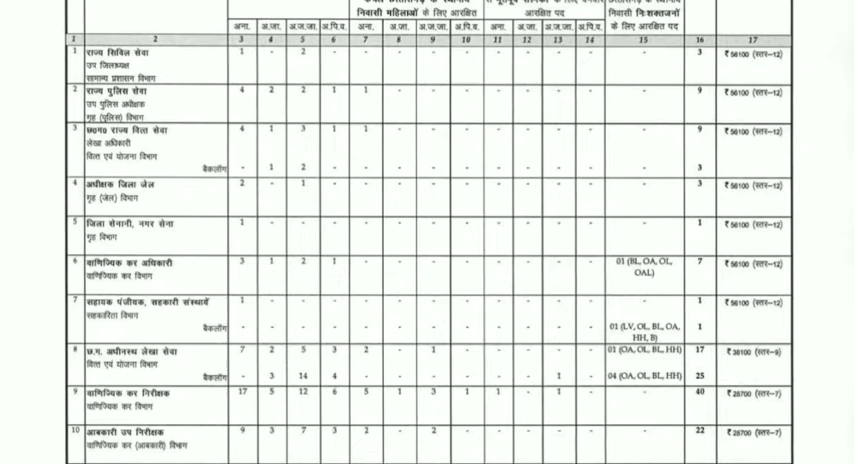 निवासी महिलाओं के लिए आरक्षित | आरक्षित पद | निवासी निःशक्तजनों के लिए आरक्षित पद
अना. | अ.जा. | अ.ज.जा. | अ.पि.व. | अना. | अ.जा. | अ.ज.जा. | अ.पि.व. | अना. | अ.जा. | अ.ज.जा. | अ.पि.व.
1 | 2 | 3 | 4 | 5 | 6 | 7 | 8 | 9 | 10 | 11 | 12 | 13 | 14 | 15 | 16 | 17
1 | राज्य सिविल सेवा | 1 | - | 2 | - | - | - | - | - | - | - | - | - | - | 3 | ₹ 56100 (स्तर–12)
उप जिलाध्यक्ष
सामान्य प्रशासन विभाग
2 | राज्य पुलिस सेवा | 4 | 2 | 2 | 1 | 1 | - | - | - | - | - | - | - | - | 9 | ₹ 56100 (स्तर–12)
उप पुलिस अधीक्षक
गृह (पुलिस) विभाग
3 | छ0ग0 राज्य वित्त सेवा | 4 | 1 | 3 | 1 | 1 | - | - | - | - | - | - | - | - | 9 | ₹ 56100 (स्तर–12)
लेखा अधिकारी
वित्त एवं योजना विभाग
बैकलॉग | - | 1 | 2 | - | - | - | - | - | - | - | - | - | - | 3
4 | अधीक्षक जिला जेल | 2 | - | 1 | - | - | - | - | - | - | - | - | - | - | 3 | ₹ 56100 (स्तर–12)
गृह (जेल) विभाग
5 | जिला सेनानी, नगर सेना | 1 | - | - | - | - | - | - | - | - | - | - | - | - | 1 | ₹ 56100 (स्तर–12)
गृह विभाग
6 | वाणिज्यिक कर अधिकारी | 3 | 1 | 2 | 1 | - | - | - | - | - | - | - | - | 01 (BL, OA, OL, OAL) | 7 | ₹ 56100 (स्तर–12)
वाणिज्यिक कर विभाग
7 | सहायक पंजीयक, सहकारी संस्थायें | 1 | - | - | - | - | - | - | - | - | - | - | - | - | 1 | ₹ 56100 (स्तर–12)
सहकारिता विभाग
बैकलॉग | - | - | - | - | - | - | - | - | - | - | - | - | 01 (LV, OL, BL, OA, HH, B) | 1
8 | छ.ग. अधीनस्थ लेखा सेवा | 7 | 2 | 5 | 3 | 2 | - | 1 | - | - | - | - | - | 01 (OA, OL, BL, HH) | 17 | ₹ 38100 (स्तर–9)
वित्त एवं योजना विभाग
बैकलॉग | - | 3 | 14 | 4 | - | - | - | - | - | - | 1 | - | 04 (OA, OL, BL, HH) | 25
9 | वाणिज्यिक कर निरीक्षक | 17 | 5 | 12 | 6 | 5 | 1 | 3 | 1 | 1 | - | 1 | - | - | 40 | ₹ 28700 (स्तर–7)
वाणिज्यिक कर विभाग
10 | आबकारी उप निरीक्षक | 9 | 3 | 7 | 3 | 2 | - | 2 | - | - | - | - | - | - | 22 | ₹ 28700 (स्तर–7)
वाणिज्यिक कर (आबकारी) विभाग